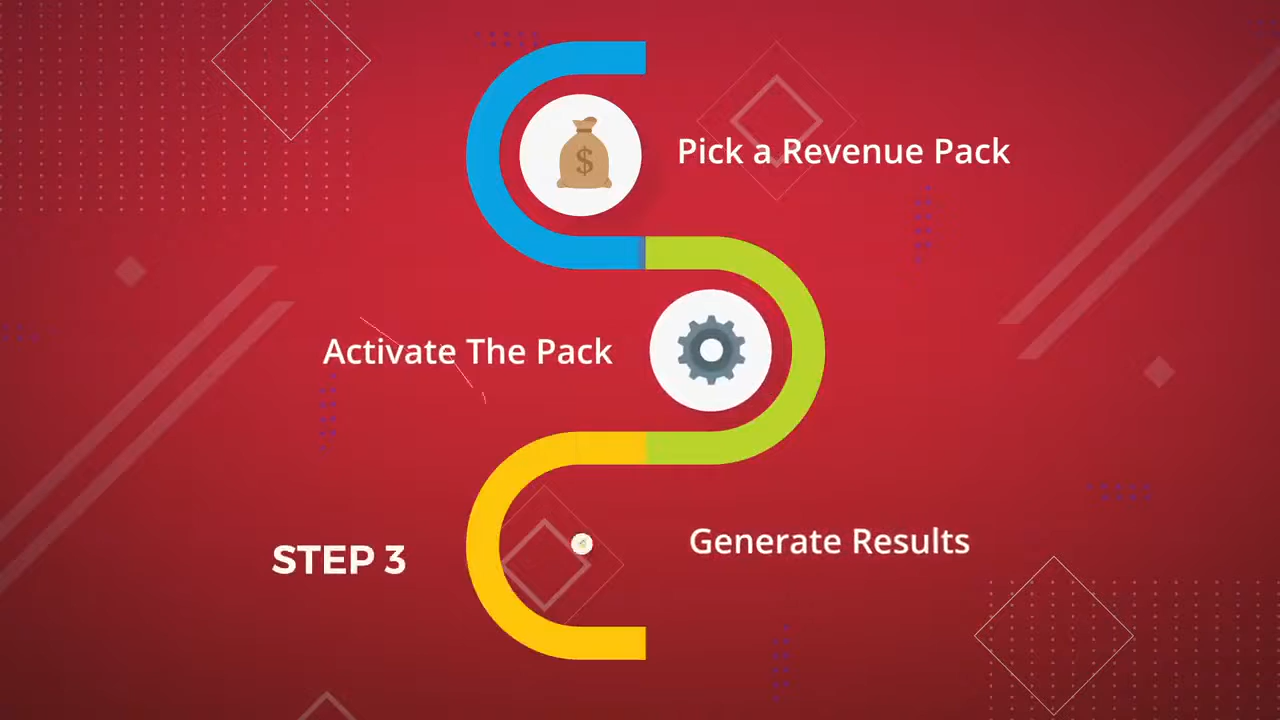 Pick a Revenue Pack
Activate The Pack
Generate Results
STEP 3
$